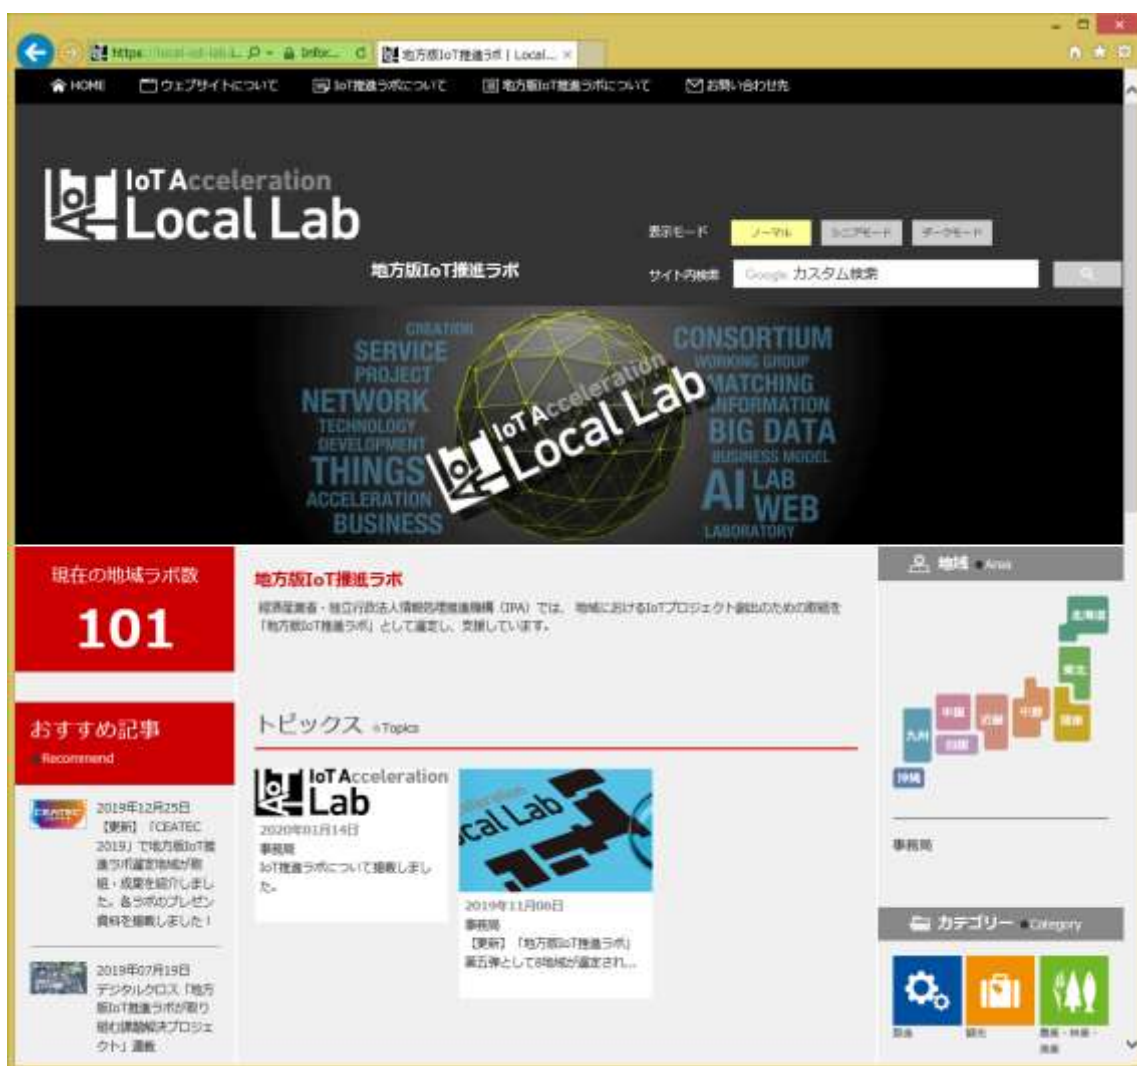 地方版IoT推進ラボ | Local...
HOME
ウェブサイトについて
IoT推進ラボについて
地方版IoT推進ラボについて
お問い合わせ先
IoT Acceleration
Local Lab
表示モード
ノーマル
シニアモード
ダークモード
地方版IoT推進ラボ
サイト内検索
Google カスタム検索
CREATION
SERVICE
PROJECT
NETWORK
TECHNOLOGY
DEVELOPMENT
THINGS
ACCELERATION
BUSINESS
IoT Acceleration
Local Lab
CONSORTIUM
WORKING GROUP
MATCHING
INFORMATION
BIG DATA
BUSINESS MODEL
AI LAB
WEB
LABORATORY
現在の地域ラボ数
101
地方版IoT推進ラボ
経済産業省・独立行政法人情報処理推進機構（IPA）では、 地域におけるIoTプロジェクト創出のための取組を
「地方版IoT推進ラボ」として選定し、支援しています。
おすすめ記事
Recommend
2019年12月25日
【更新】「CEATEC
2019」で地方版IoT推
進ラボ選定地域が取
組・成果を紹介しまし
た。各ラボのプレゼン
資料を掲載しました！
2019年07月19日
デジタルクロス「地方
版IoT推進ラボが取り
組む課題解決プロジェ
クト」連載
トピックス Topics
IoT Acceleration
Lab
2020年01月14日
事務局
IoT推進ラボについて掲載しまし
た。
cal Lab
2019年11月08日
事務局
【更新】「地方版IoT推進ラボ」
第五弾として8地域が選定され...
地域 Area
北海道
東北
関東
中部
近畿
中国
四国
九州
沖縄
事務局
カテゴリー Category
製造
観光
農業・林業・
漁業